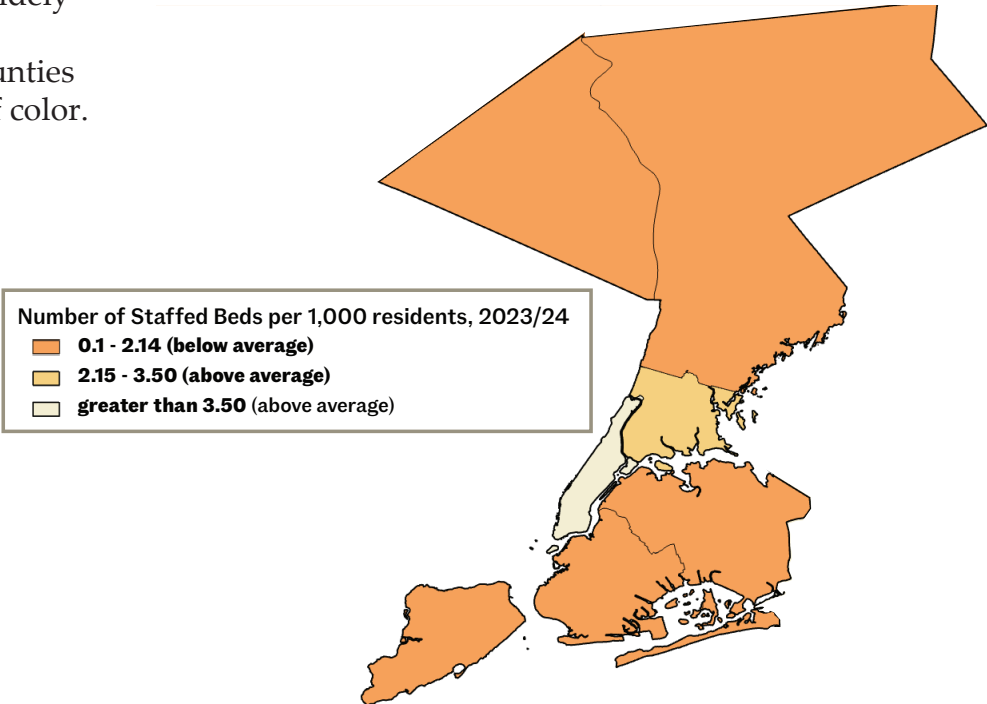 color.
Number of Staffed Beds per 1,000 residents, 2023/24
0.1 - 2.14 (below average)
2.15 - 3.50 (above average)
greater than 3.50 (above average)